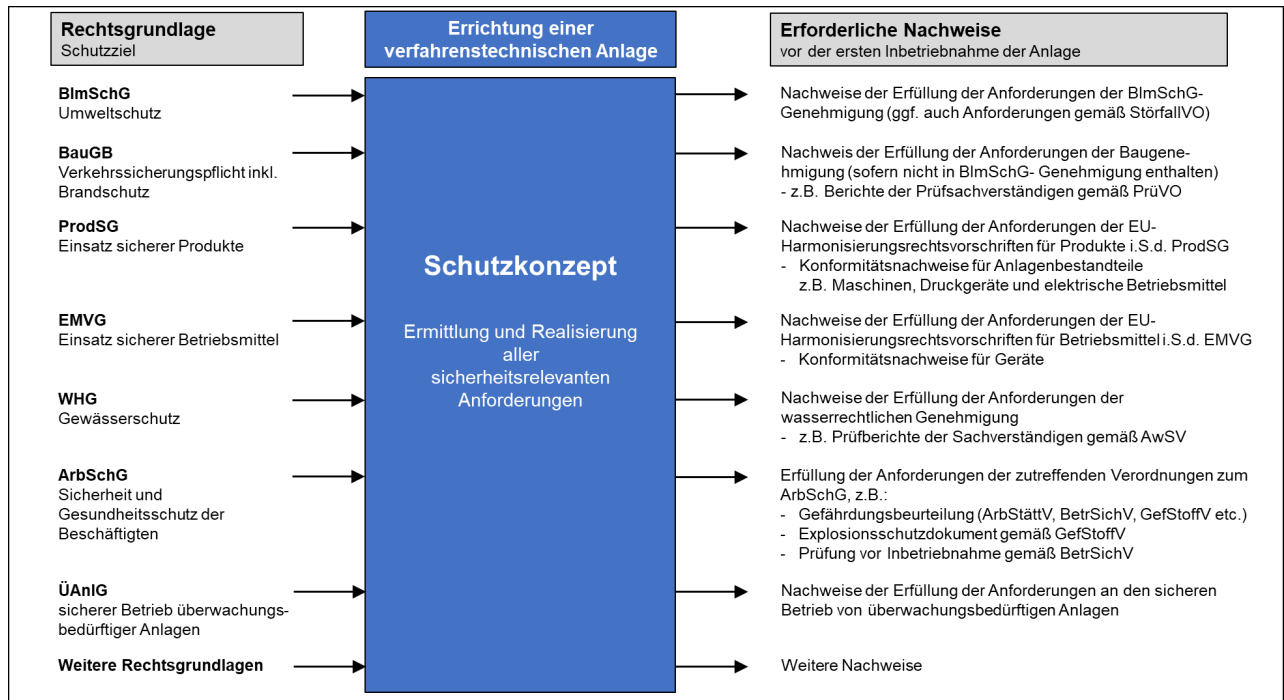 Rechtsgrundlage
Schutzziel
Errichtung einer
verfahrenstechnischen Anlage
Erforderliche Nachweise
vor der ersten Inbetriebnahme der Anlage
BImSchG
Umweltschutz
Nachweise der Erfüllung der Anforderungen der BImSchG-
Genehmigung (ggf. auch Anforderungen gemäß StörfallVO)
BauGB
Verkehrssicherungspflicht inkl.
Brandschutz
Nachweis der Erfüllung der Anforderungen der Baugene-
hmigung (sofern nicht in BImSchG- Genehmigung enthalten)
- z.B. Berichte der Prüfsachverständigen gemäß PrüVO
ProdSG
Einsatz sicherer Produkte
Nachweise der Erfüllung der Anforderungen der EU-
Harmonisierungsrechtsvorschriften für Produkte i.S.d. ProdSG
- Konformitätsnachweise für Anlagenbestandteile
z.B. Maschinen, Druckgeräte und elektrische Betriebsmittel
Schutzkonzept
Ermittlung und Realisierung
aller
sicherheitsrelevanten
Anforderungen
EMVG
Einsatz sicherer Betriebsmittel
Nachweise der Erfüllung der Anforderungen der EU-
Harmonisierungsrechtsvorschriften für Betriebsmittel i.S.d. EMVG
- Konformitätsnachweise für Geräte
WHG
Gewässerschutz
Nachweise der Erfüllung der Anforderungen der
wasserrechtlichen Genehmigung
- z.B. Prüfberichte der Sachverständigen gemäß AwSV
ArbSchG
Sicherheit und
Gesundheitsschutz der
Beschäftigten
Erfüllung der Anforderungen der zutreffenden Verordnungen zum
ArbSchG, z.B.:
- Gefährdungsbeurteilung (ArbStättV, BetrSichV, GefStoffV etc.)
- Explosionsschutzdokument gemäß GefStoffV
- Prüfung vor Inbetriebnahme gemäß BetrSichV
ÜAnlG
sicherer Betrieb überwachungs-
bedürftiger Anlagen
Nachweise der Erfüllung der Anforderungen an den sicheren
Betrieb von überwachungsbedürftigen Anlagen
Weitere Rechtsgrundlagen
Weitere Nachweise